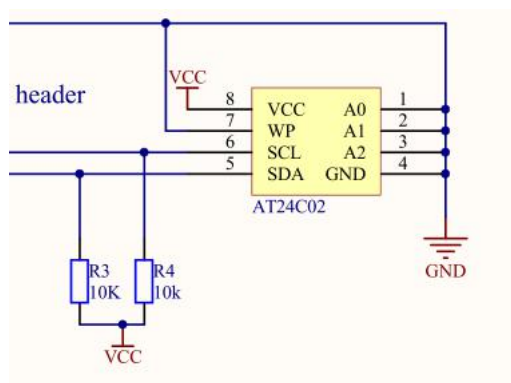 VCC
header
8 VCC A0 1
7 WP A1 2
6 SCL A2 3
5 SDA GND 4
AT24C02
GND
R3 R4
10K 10k
VCC